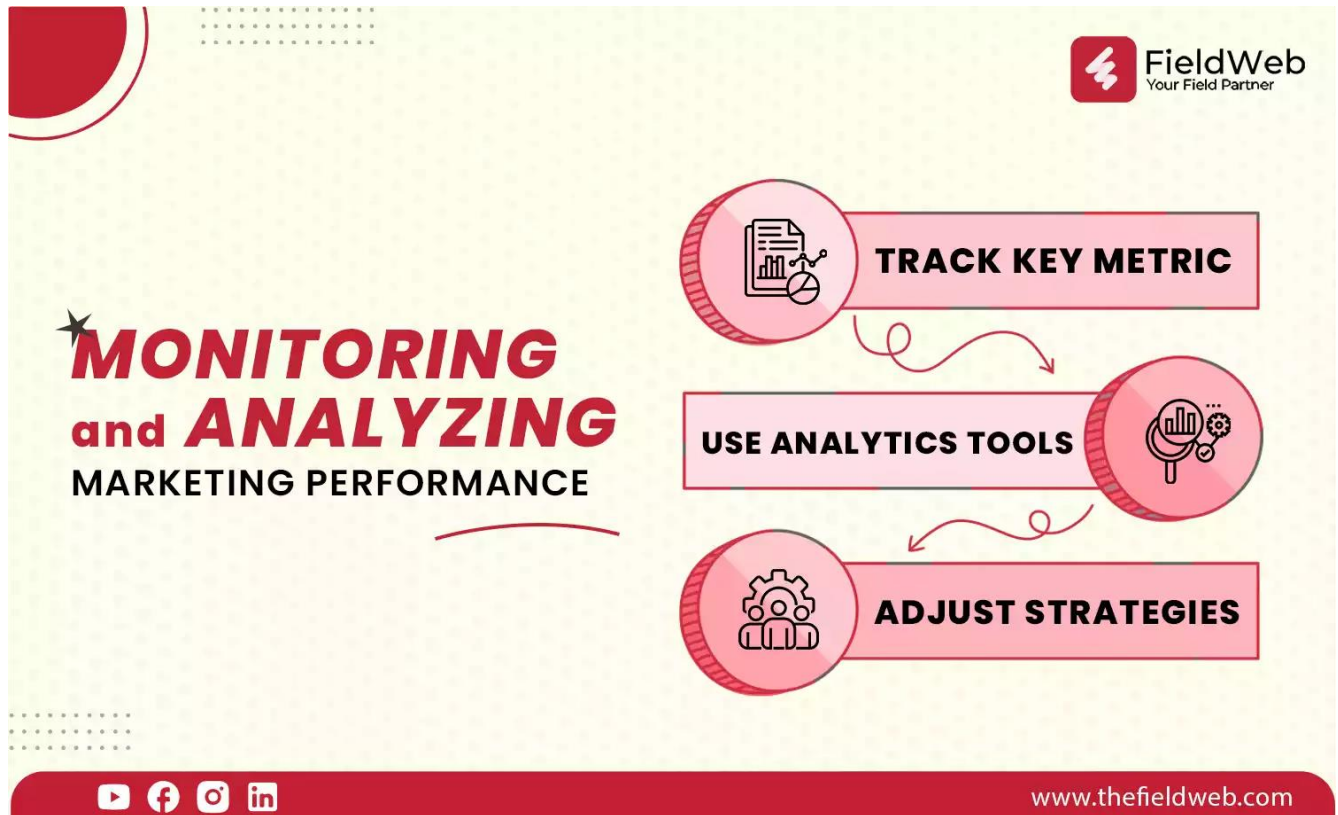 FieldWeb
Your Field Partner
MONITORING
and ANALYZING
MARKETING PERFORMANCE
TRACK KEY METRIC
USE ANALYTICS TOOLS
ADJUST STRATEGIES
www.thefieldweb.com